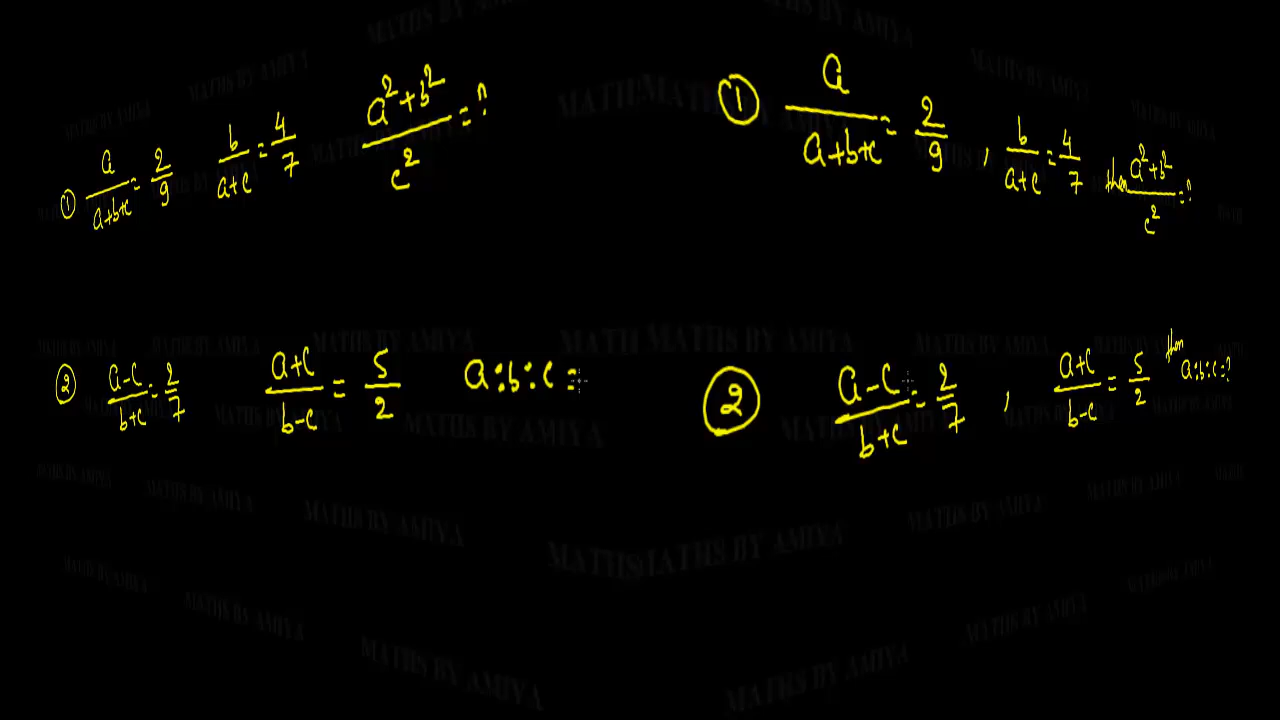 ① a/(a+b+c) = 2/9 b/(a+c) = 4/7 (a²+b²)/c² = ?
① a/(a+b+c) = 2/9 , b/(a+c) = 4/7 then (a²+b²)/c² = ?
② (a-c)/(b+c) = 2/7 (a+c)/(b-c) = 5/2 a:b:c =
② (a-c)/(b+c) = 2/7 , (a+c)/(b-c) = 5/2 then a:b:c = ?
MATHS BY AMIYA